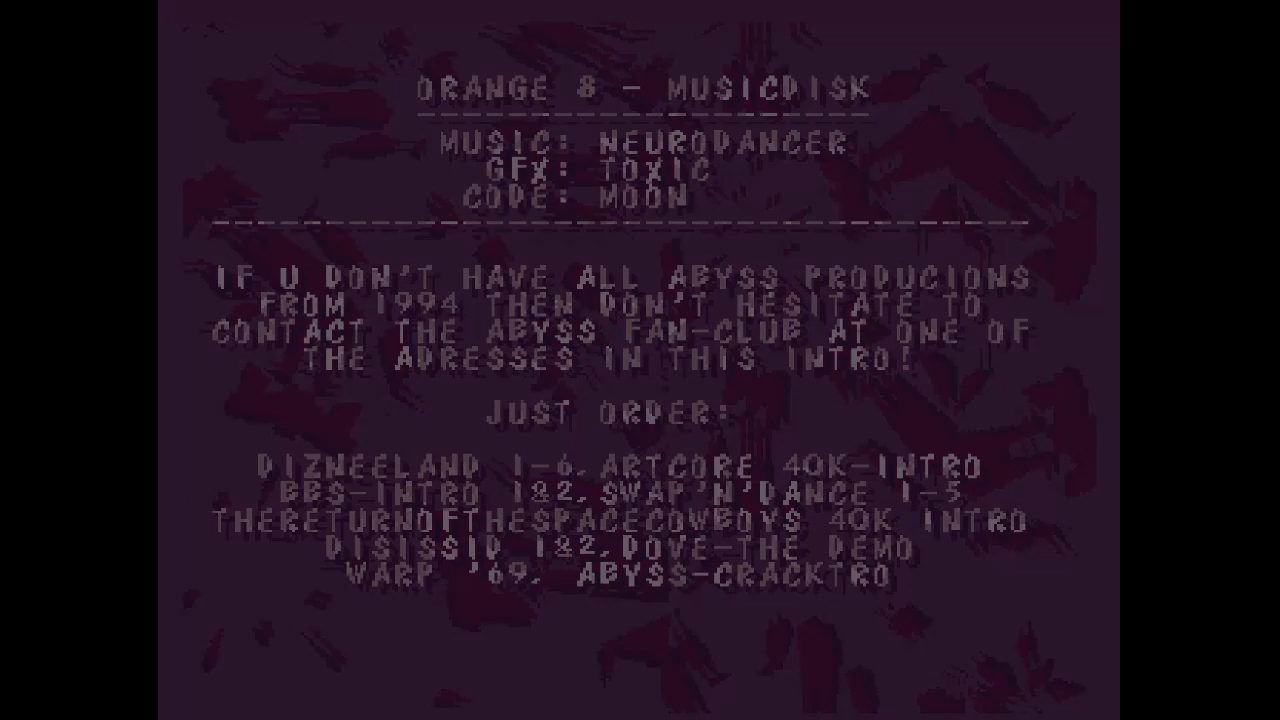 ORANGE 8 - MUSICDISK
MUSIC: NEURODANCER
GFX: TOXIC
CODE: MOON
IF U DON'T HAVE ALL ABYSS PRODUCIONS
FROM 1994 THEN DON'T HESITATE TO
CONTACT THE ABYSS FAN-CLUB AT ONE OF
THE ADRESSES IN THIS INTRO!
JUST ORDER:
DIZNEELAND 1-6, ARTCORE 40K-INTRO
BBS-INTRO 1&2, SWAP'N'DANCE 1-3,
THERETURNOFTHESPACECOWBOYS 40K INTRO
DISISSID 1&2, DOVE-THE DEMO
WARP '69, ABYSS-CRACKTRO